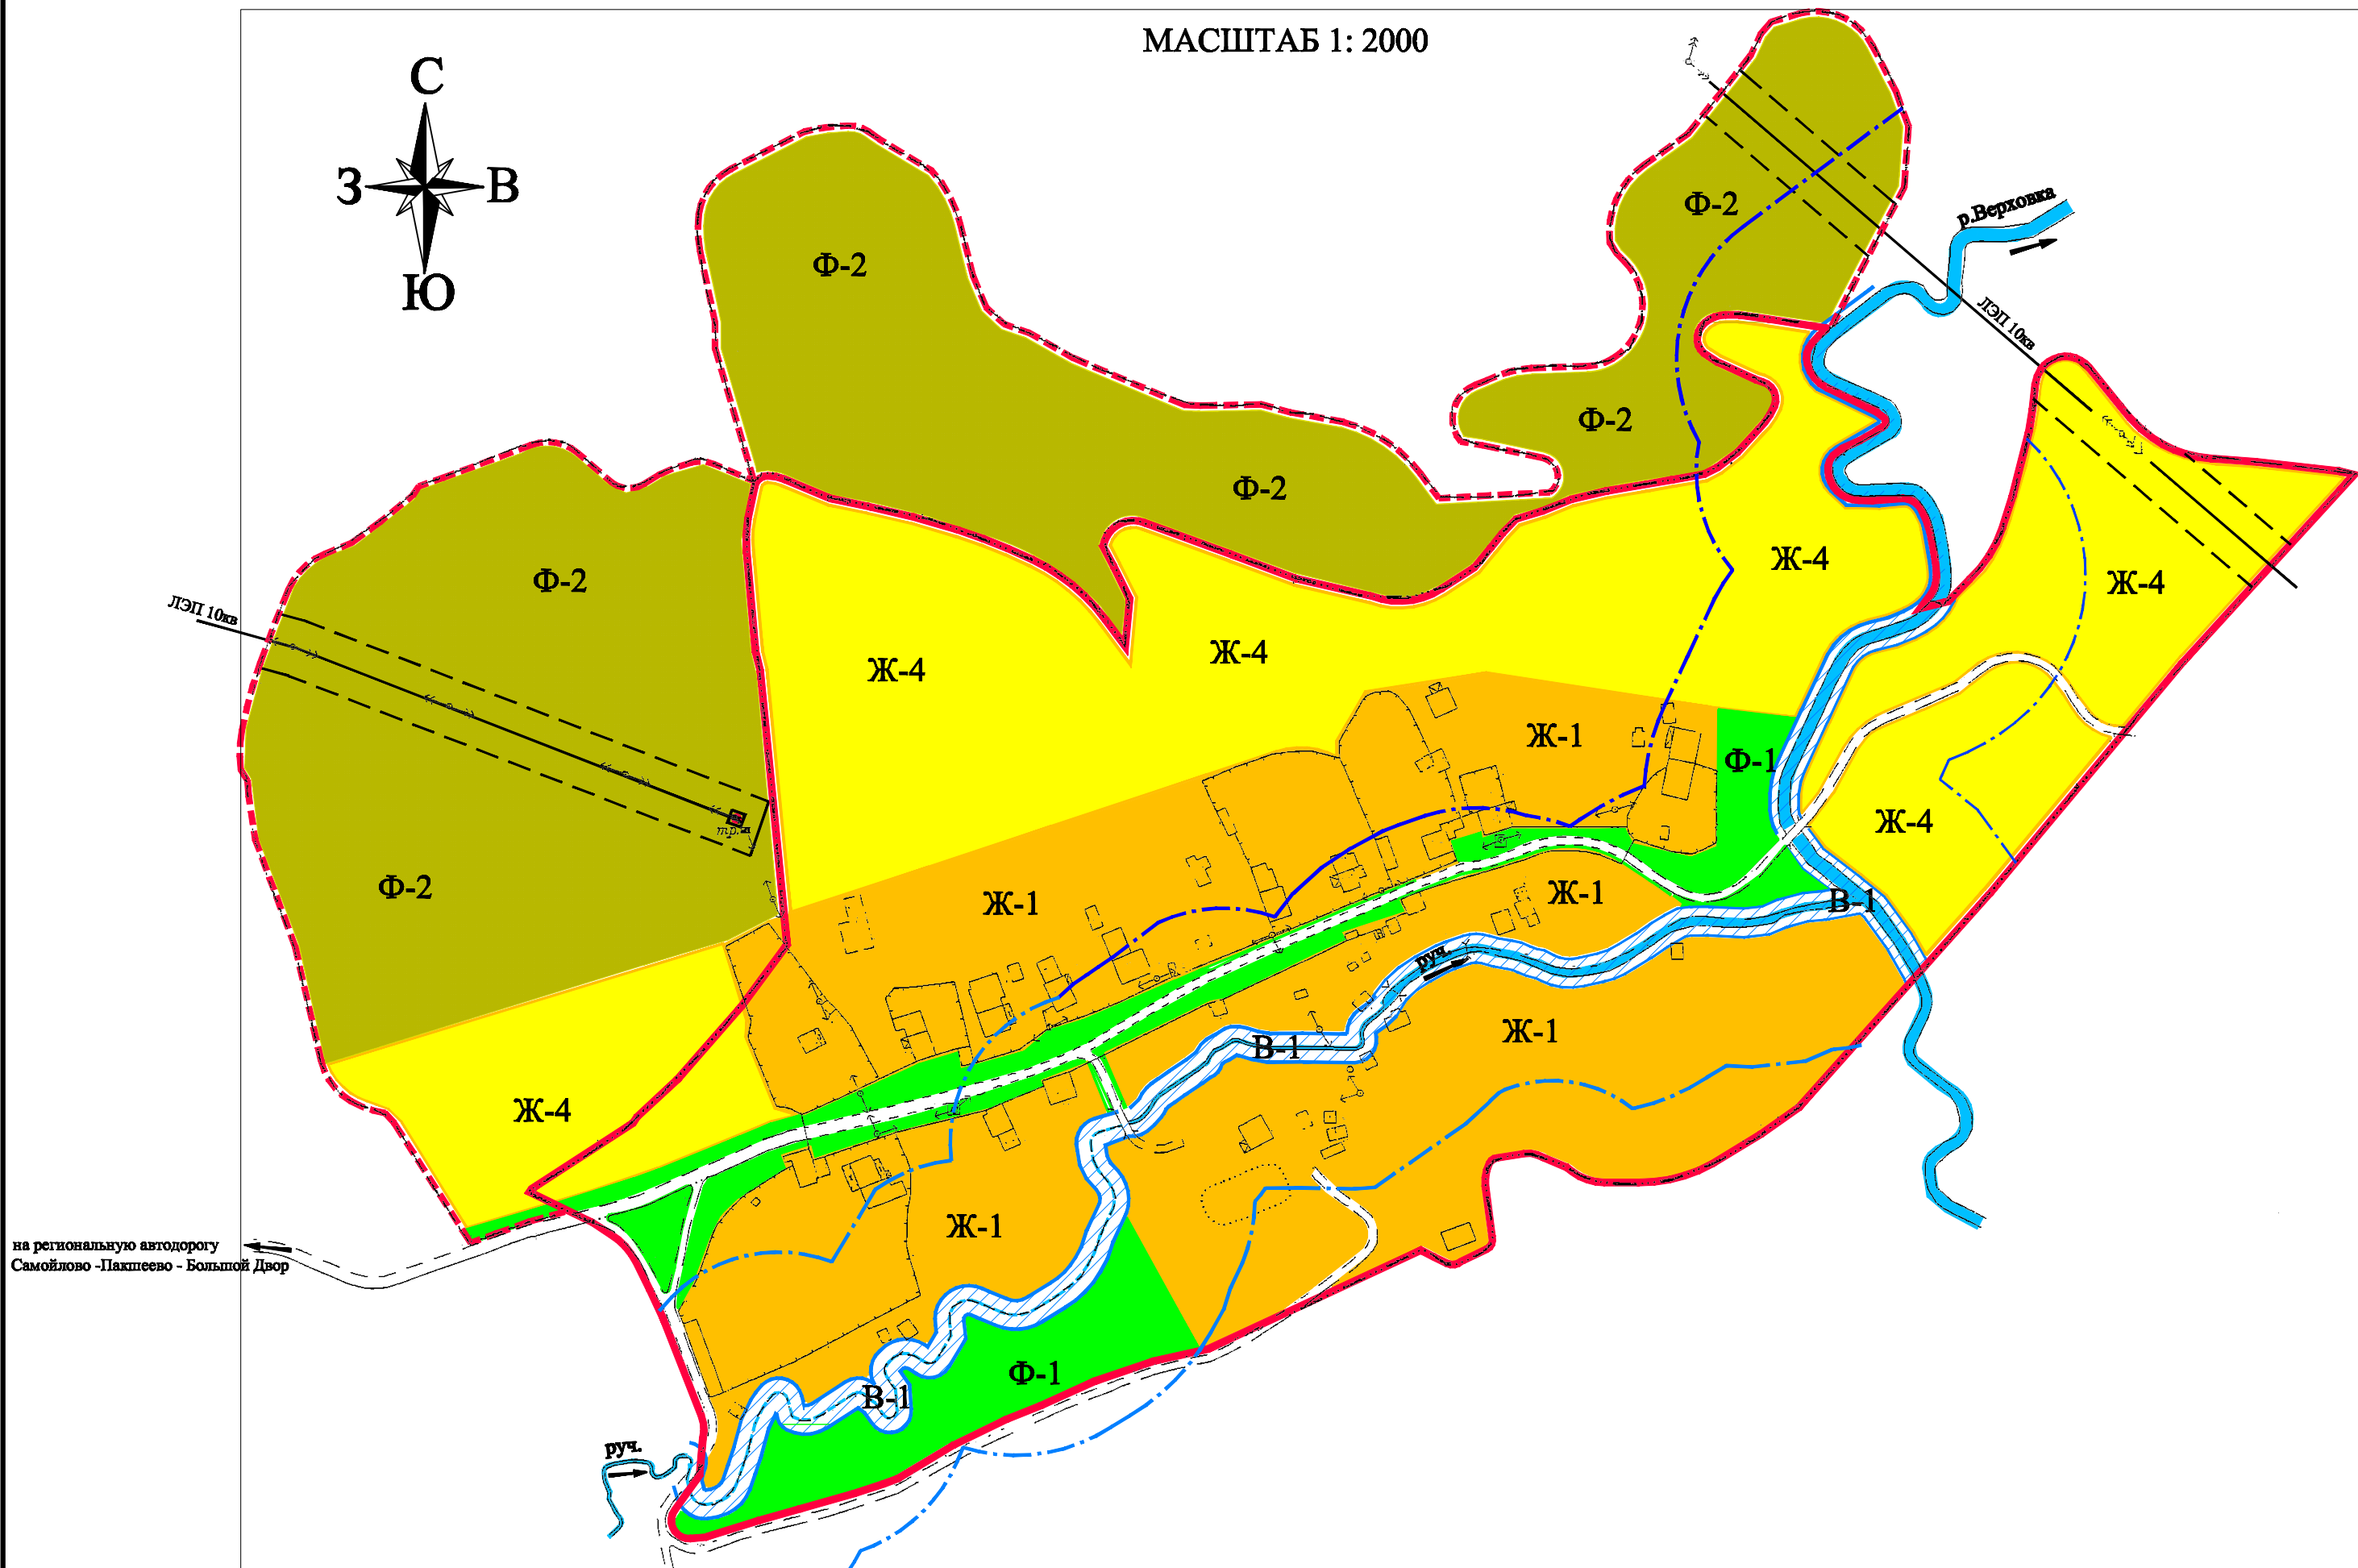 МАСШТАБ 1: 2000
С
З
В
Ю
Ф-2
р.Верховка
Ф-2
ЛЭП 10кв
Ф-2
Ф-2
Ф-2
Ж-4
Ж-4
ЛЭП 10кв
Ж-4
Ж-4
Ж-1
Ф-1
Ж-4
тр.
Ф-2
Ж-1
Ж-1
В-1
руч.
Ж-1
В-1
Ж-4
Ж-1
на региональную автодорогу
Самойлово -Пакшеево - Большой Двор
Ф-1
В-1
руч.